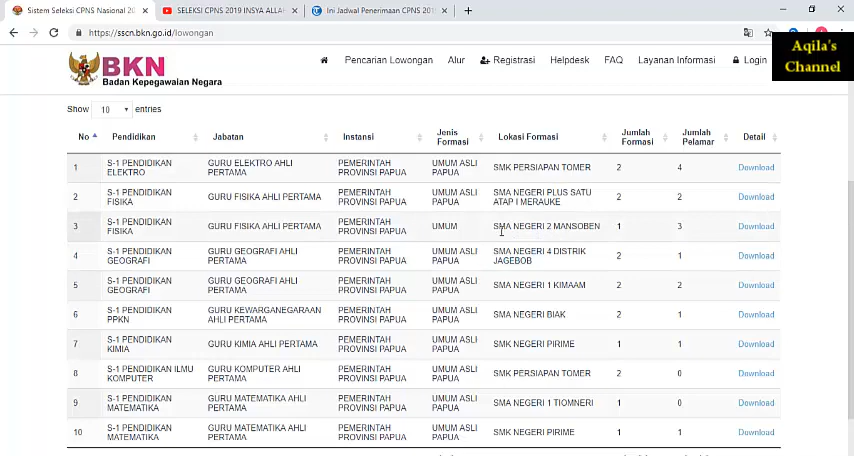 Sistem Seleksi CPNS Nasional 20
SELEKSI CPNS 2019 INSYA ALLAH
Ini Jadwal Penerimaan CPNS 201
https://sscn.bkn.go.id/lowongan
Aqila's
Channel
BKN
Badan Kepegawaian Negara
Pencarian Lowongan Alur Registrasi Helpdesk FAQ Layanan Informasi Login
Show 10 entries
No Pendidikan Jabatan Instansi Jenis Formasi Lokasi Formasi Jumlah Formasi Jumlah Pelamar Detail
1 S-1 PENDIDIKAN ELEKTRO GURU ELEKTRO AHLI PERTAMA PEMERINTAH PROVINSI PAPUA UMUM ASLI PAPUA SMK PERSIAPAN TOMER 2 4 Download
2 S-1 PENDIDIKAN FISIKA GURU FISIKA AHLI PERTAMA PEMERINTAH PROVINSI PAPUA UMUM ASLI PAPUA SMA NEGERI PLUS SATU ATAP I MERAUKE 2 2 Download
3 S-1 PENDIDIKAN FISIKA GURU FISIKA AHLI PERTAMA PEMERINTAH PROVINSI PAPUA UMUM SMA NEGERI 2 MANSOBEN 1 3 Download
4 S-1 PENDIDIKAN GEOGRAFI GURU GEOGRAFI AHLI PERTAMA PEMERINTAH PROVINSI PAPUA UMUM ASLI PAPUA SMA NEGERI 4 DISTRIK JAGEBOB 2 1 Download
5 S-1 PENDIDIKAN GEOGRAFI GURU GEOGRAFI AHLI PERTAMA PEMERINTAH PROVINSI PAPUA UMUM ASLI PAPUA SMA NEGERI 1 KIMAAM 2 2 Download
6 S-1 PENDIDIKAN PPKN GURU KEWARGANEGARAAN AHLI PERTAMA PEMERINTAH PROVINSI PAPUA UMUM ASLI PAPUA SMA NEGERI BIAK 2 1 Download
7 S-1 PENDIDIKAN KIMIA GURU KIMIA AHLI PERTAMA PEMERINTAH PROVINSI PAPUA UMUM ASLI PAPUA SMK NEGERI PIRIME 1 1 Download
8 S-1 PENDIDIKAN ILMU KOMPUTER GURU KOMPUTER AHLI PERTAMA PEMERINTAH PROVINSI PAPUA UMUM ASLI PAPUA SMK PERSIAPAN TOMER 2 0 Download
9 S-1 PENDIDIKAN MATEMATIKA GURU MATEMATIKA AHLI PERTAMA PEMERINTAH PROVINSI PAPUA UMUM ASLI PAPUA SMA NEGERI 1 TIOMNERI 1 0 Download
10 S-1 PENDIDIKAN MATEMATIKA GURU MATEMATIKA AHLI PERTAMA PEMERINTAH PROVINSI PAPUA UMUM ASLI PAPUA SMK NEGERI PIRIME 1 1 Download